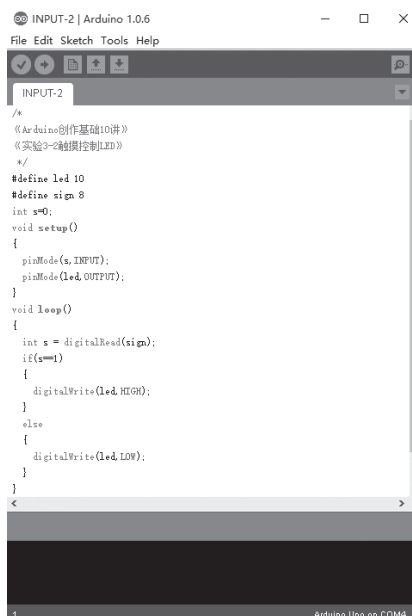 INPUT-2 | Arduino 1.0.6
File Edit Sketch Tools Help
INPUT-2
/*
《Arduino创作基础10讲》
《实验3-2触摸控制LED》
*/
#define led 10
#define sign 8
int s=0;
void setup()
{
pinMode(s,INPUT);
pinMode(led,OUTPUT);
}
void loop()
{
int s = digitalRead(sign);
if(s==1)
{
digitalWrite(led,HIGH);
}
else
{
digitalWrite(led,LOW);
}
}
1 Arduino Uno on COM4